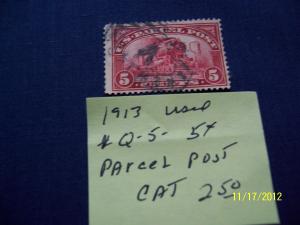 U.S. PARCEL POST
5 5
1913 used
# Q-5- 5¢
PARCEL POST
CAT 2.50
11/17/2012